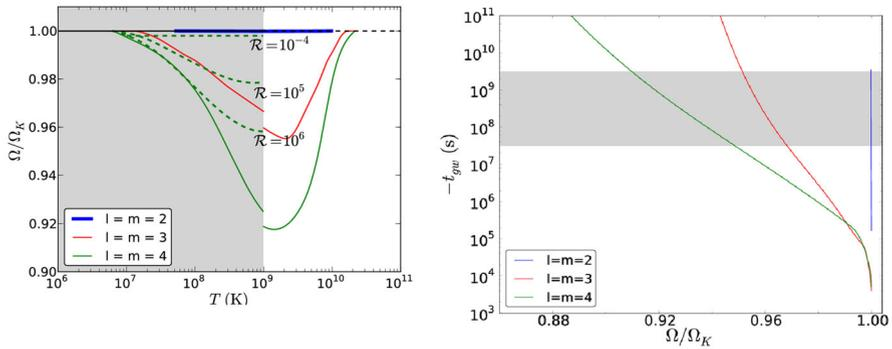 1.00
0.98
0.96
0.94
0.92
0.90
Ω/Ω_K
ℛ=10^-4
ℛ=10^5
ℛ=10^6
l = m = 2
l = m = 3
l = m = 4
10^6 10^7 10^8 10^9 10^10 10^11
T (K)
10^11
10^10
10^9
10^8
10^7
10^6
10^5
10^4
10^3
−t_gw (s)
l=m=2
l=m=3
l=m=4
0.88 0.92 0.96 1.00
Ω/Ω_K